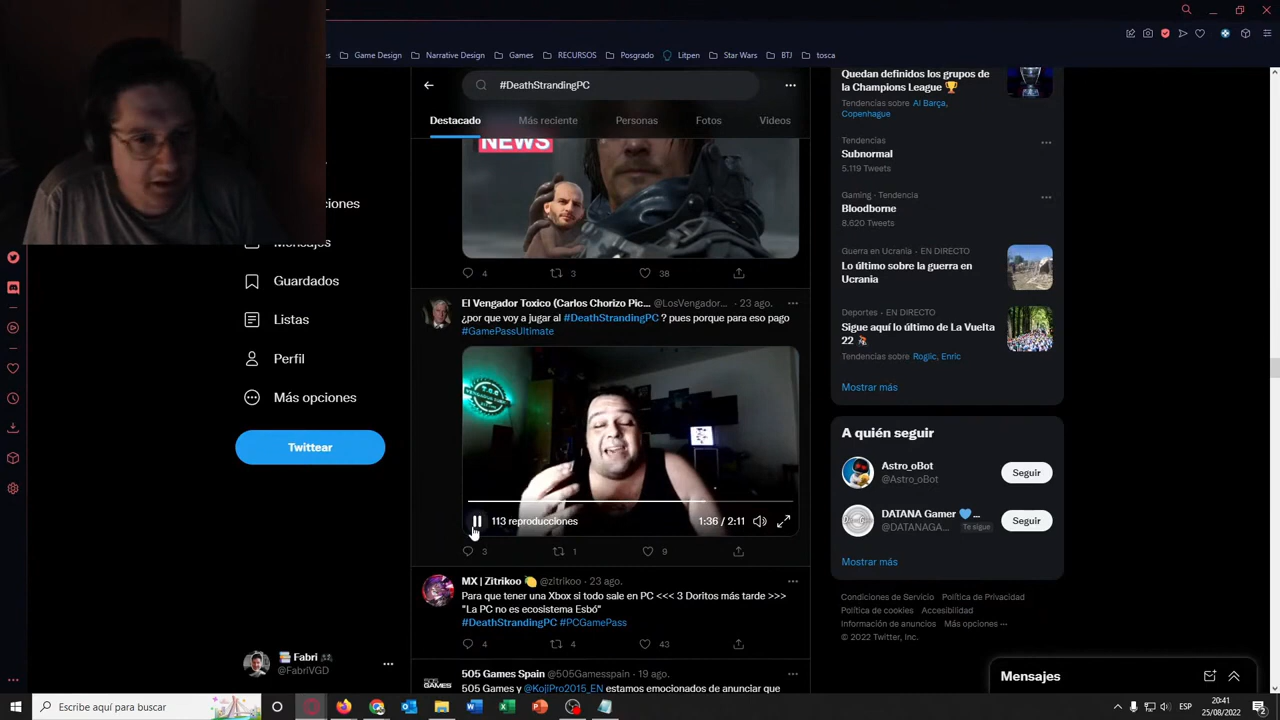 Game Design
Narrative Design
Games
RECURSOS
Posgrado
Litpen
Star Wars
BTJ
tosca
#DeathStrandingPC
Destacado
Más reciente
Personas
Fotos
Videos
NEWS
4
3
38
El Vengador Toxico (Carlos Chorizo Pic... @LosVengador... · 23 ago.
¿por que voy a jugar al #DeathStrandingPC ? pues porque para eso pago
#GamePassUltimate
113 reproducciones
1:36 / 2:11
3
1
9
MX | Zitrikoo @zitrikoo · 23 ago.
Para que tener una Xbox si todo sale en PC <<< 3 Doritos más tarde >>>
"La PC no es ecosistema Esbó"
#DeathStrandingPC #PCGamePass
4
4
43
505 Games Spain @505Gamesspain · 19 ago.
505 Games y @KojiPro2015_EN estamos emocionados de anunciar que
505
GAMES
Mensajes
Guardados
Listas
Perfil
Más opciones
Twittear
Fabri
@FabriVGD
Quedan definidos los grupos de
la Champions League
Tendencias sobre Al Barça,
Copenhague
Tendencias
Subnormal
5.119 Tweets
Gaming · Tendencia
Bloodborne
8.620 Tweets
Guerra en Ucrania · EN DIRECTO
Lo último sobre la guerra en
Ucrania
Deportes · EN DIRECTO
Sigue aquí lo último de La Vuelta
22
Tendencias sobre Roglic, Enric
Mostrar más
A quién seguir
Astro_oBot
@Astro_oBot
Seguir
DATANA Gamer
@DATANAGA...
Te sigue
Seguir
Mostrar más
Condiciones de Servicio Política de Privacidad
Política de cookies Accesibilidad
Información de anuncios Más opciones ···
© 2022 Twitter, Inc.
Mensajes
Escribe aquí para buscar
ESP
20:41
25/08/2022